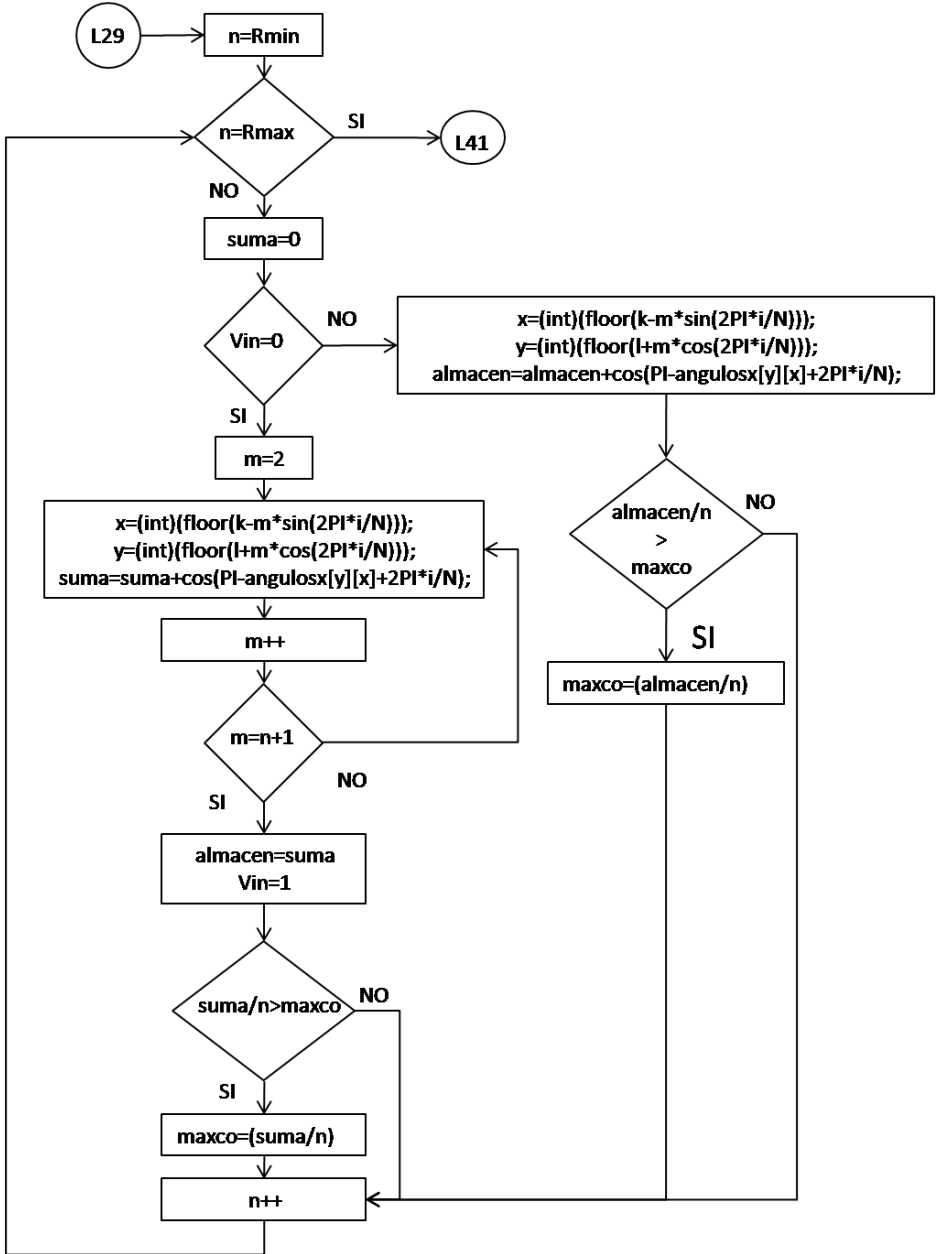 L29
n=Rmin
n=Rmax
SI
L41
NO
suma=0
Vin=0
NO
x=(int)(floor(k-m*sin(2PI*i/N)));
y=(int)(floor(l+m*cos(2PI*i/N)));
almacen=almacen+cos(PI-angulosx[y][x]+2PI*i/N);
SI
m=2
x=(int)(floor(k-m*sin(2PI*i/N)));
y=(int)(floor(l+m*cos(2PI*i/N)));
suma=suma+cos(PI-angulosx[y][x]+2PI*i/N);
m++
m=n+1
NO
SI
almacen=suma
Vin=1
suma/n>maxco
NO
SI
maxco=(suma/n)
n++
almacen/n
>
maxco
NO
SI
maxco=(almacen/n)